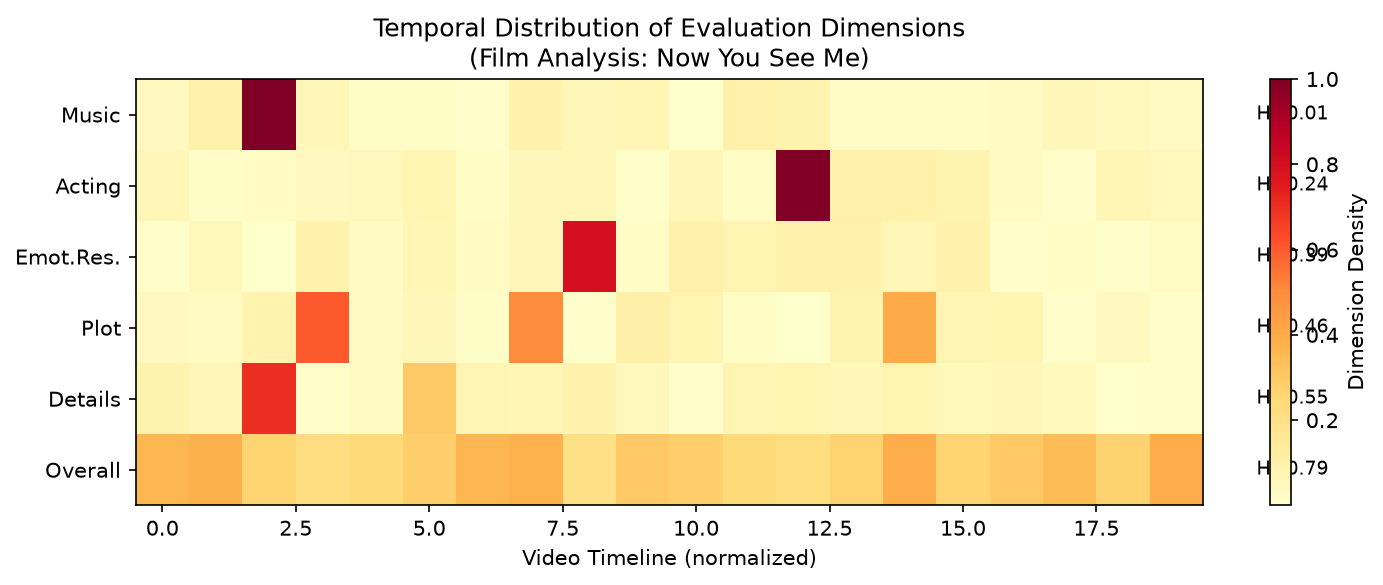 Temporal Distribution of Evaluation Dimensions
(Film Analysis: Now You See Me)
Music
Acting
Emot.Res.
Plot
Details
Overall
0.0 2.5 5.0 7.5 10.0 12.5 15.0 17.5
Video Timeline (normalized)
1.0
0.8
0.6
0.4
0.2
Dimension Density
H 0.01
H 0.24
H 0.59
H 0.46
H 0.55
H 0.79